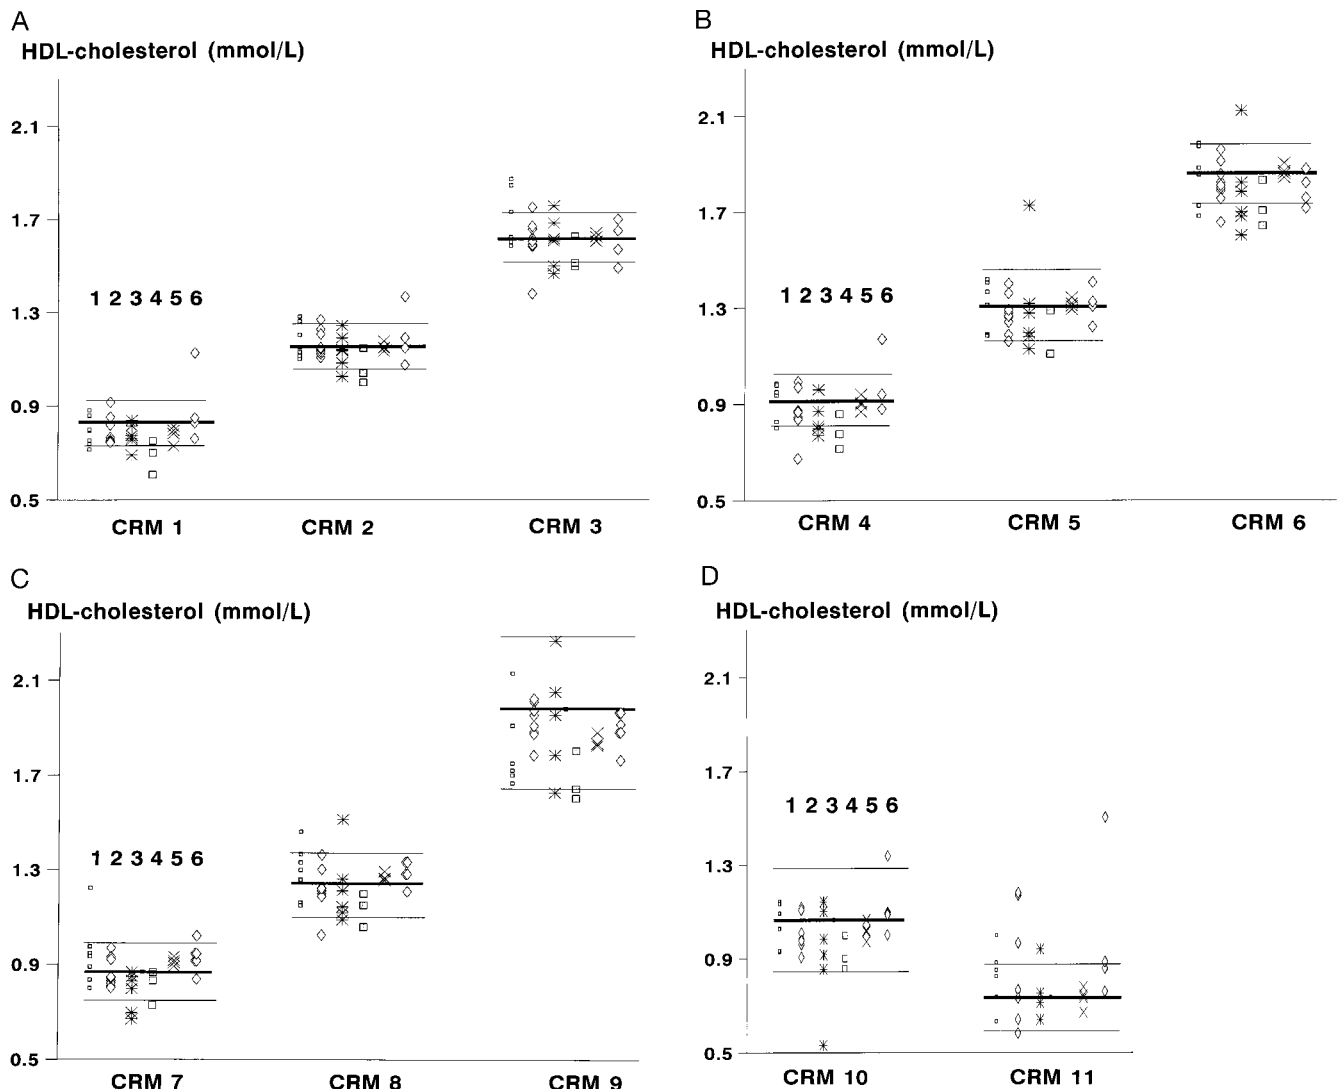 A
HDL-cholesterol (mmol/L)
2.1
1.7
1.3
0.9
0.5
1 2 3 4 5 6
CRM 1 CRM 2 CRM 3
B
HDL-cholesterol (mmol/L)
2.1
1.7
1.3
0.9
0.5
1 2 3 4 5 6
CRM 4 CRM 5 CRM 6
C
HDL-cholesterol (mmol/L)
2.1
1.7
1.3
0.9
0.5
1 2 3 4 5 6
CRM 7 CRM 8 CRM 9
D
HDL-cholesterol (mmol/L)
2.1
1.7
1.3
0.9
0.5
1 2 3 4 5 6
CRM 10 CRM 11